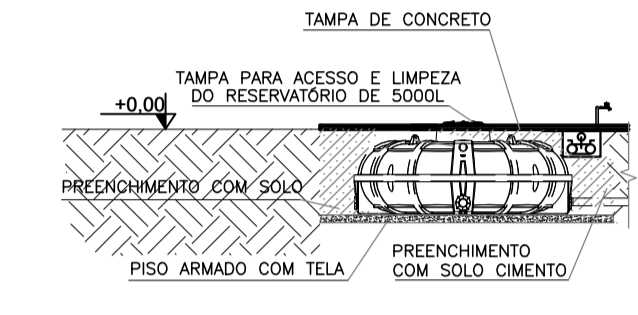 TAMPA DE CONCRETO
TAMPA PARA ACESSO E LIMPEZA
DO RESERVATÓRIO DE 5000L
+0,00
PREENCHIMENTO COM SOLO
PISO ARMADO COM TELA
PREENCHIMENTO
COM SOLO CIMENTO